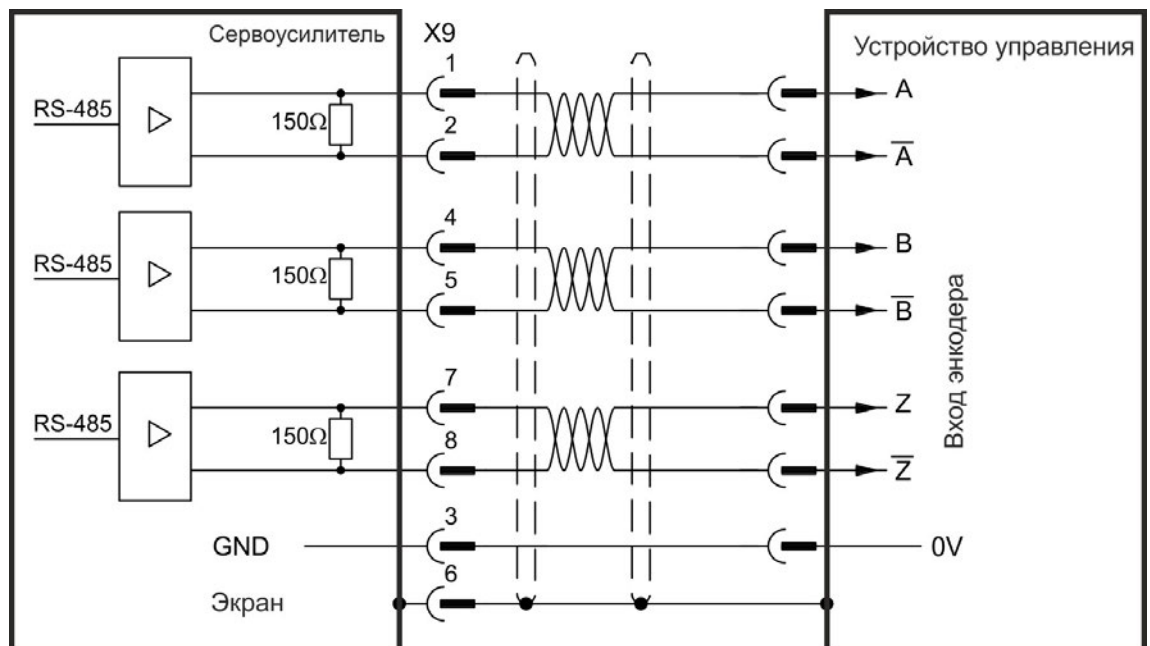 Сервоусилитель
X9
Устройство управления
RS-485
150Ω
1
2
A
A̅
RS-485
150Ω
4
5
B
B̅
Вход энкодера
RS-485
150Ω
7
8
Z
Z̅
GND
3
0V
Экран
6